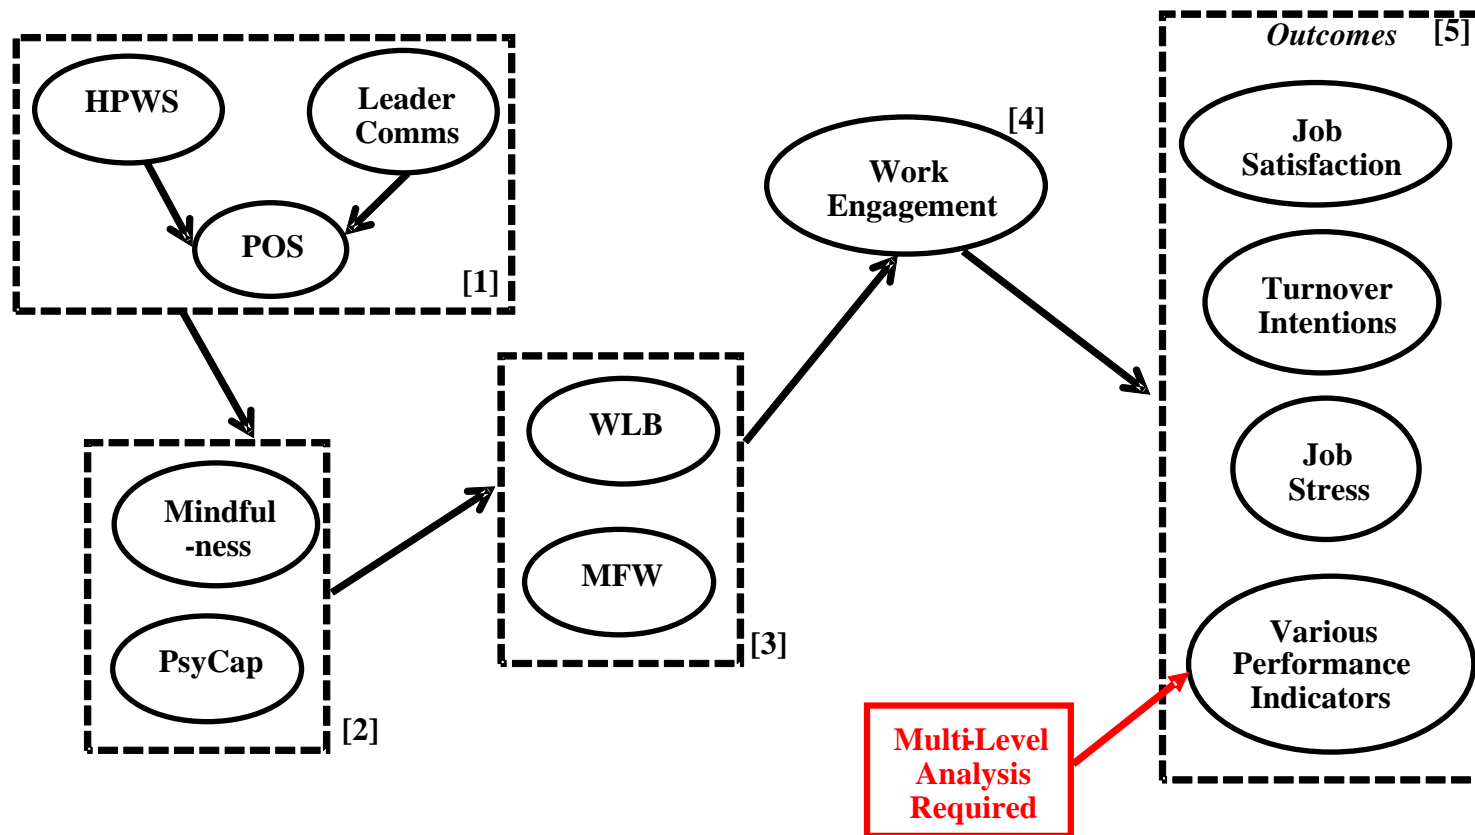 HPWS
Leader
Comms
POS
[1]
Mindful
-ness
PsyCap
[2]
WLB
MFW
[3]
[4]
Work
Engagement
Outcomes
[5]
Job
Satisfaction
Turnover
Intentions
Job
Stress
Various
Performance
Indicators
Multi-Level
Analysis
Required